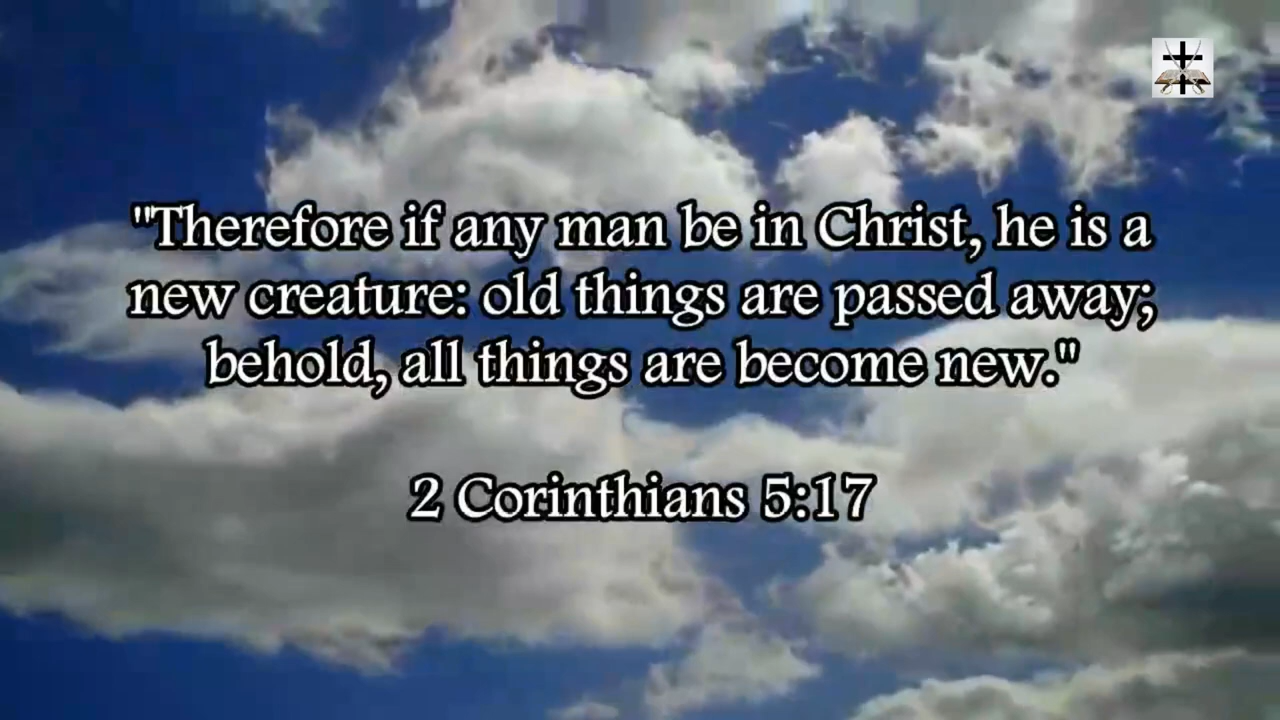 "Therefore if any man be in Christ, he is a
new creature: old things are passed away;
behold, all things are become new."
2 Corinthians 5:17